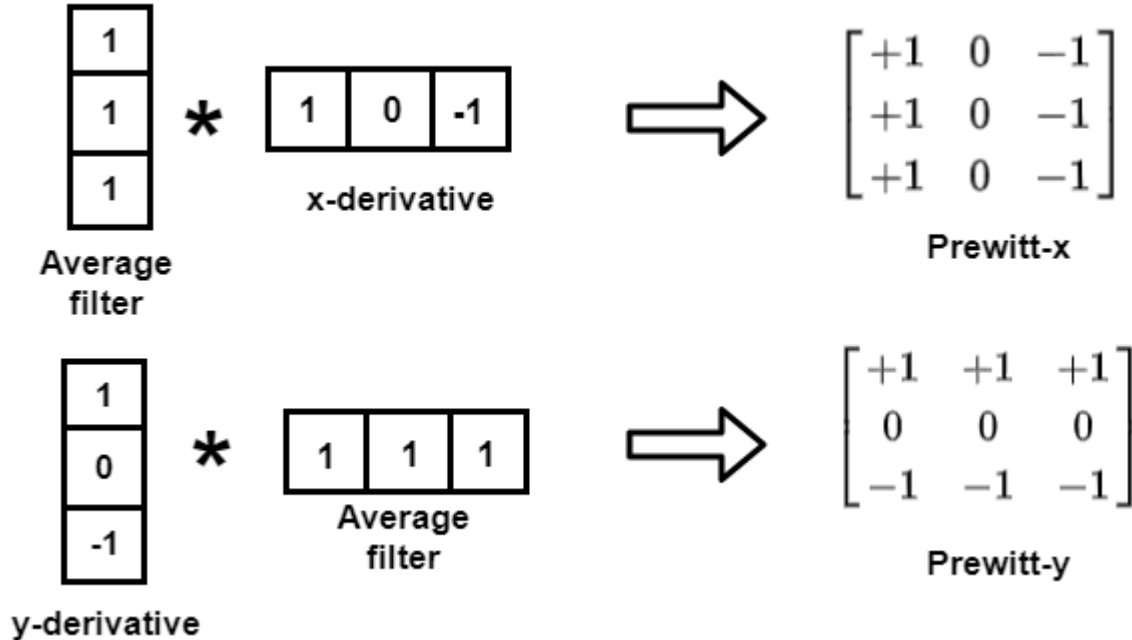 1
1
1
*
1 0 -1
x-derivative
Average
filter
+1 0 −1
+1 0 −1
+1 0 −1
Prewitt-x
1
0
-1
*
1 1 1
Average
filter
y-derivative
+1 +1 +1
0 0 0
−1 −1 −1
Prewitt-y